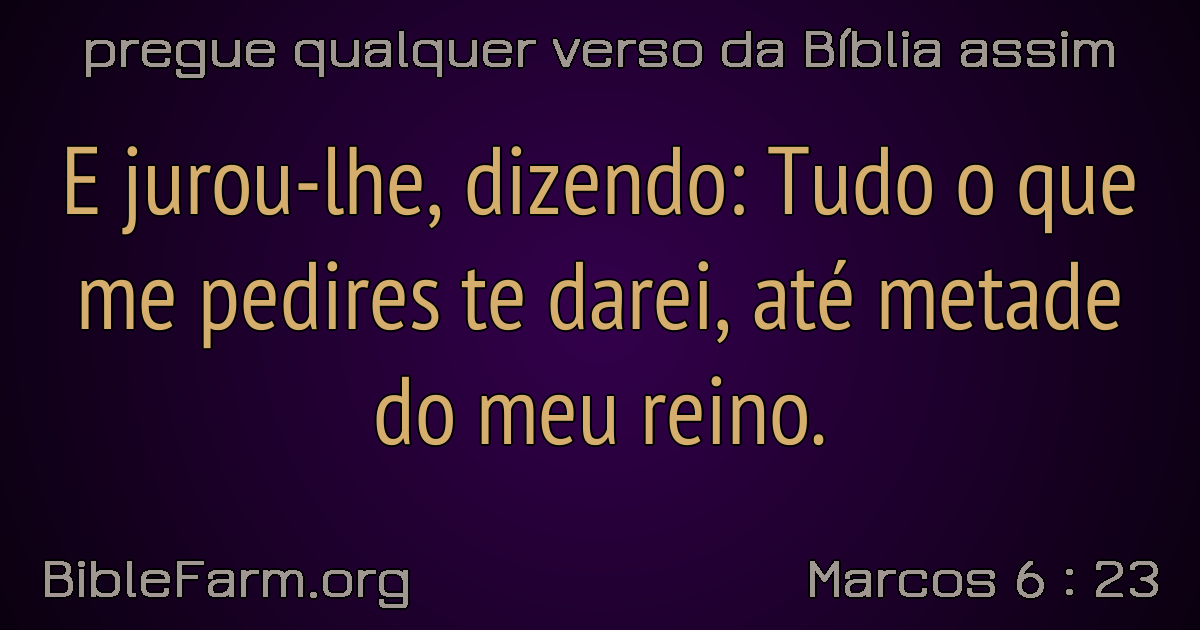 pregue qualquer verso da Bíblia assim
E jurou-lhe, dizendo: Tudo o que
me pedires te darei, até metade
do meu reino.
BibleFarm.org
Marcos 6 : 23